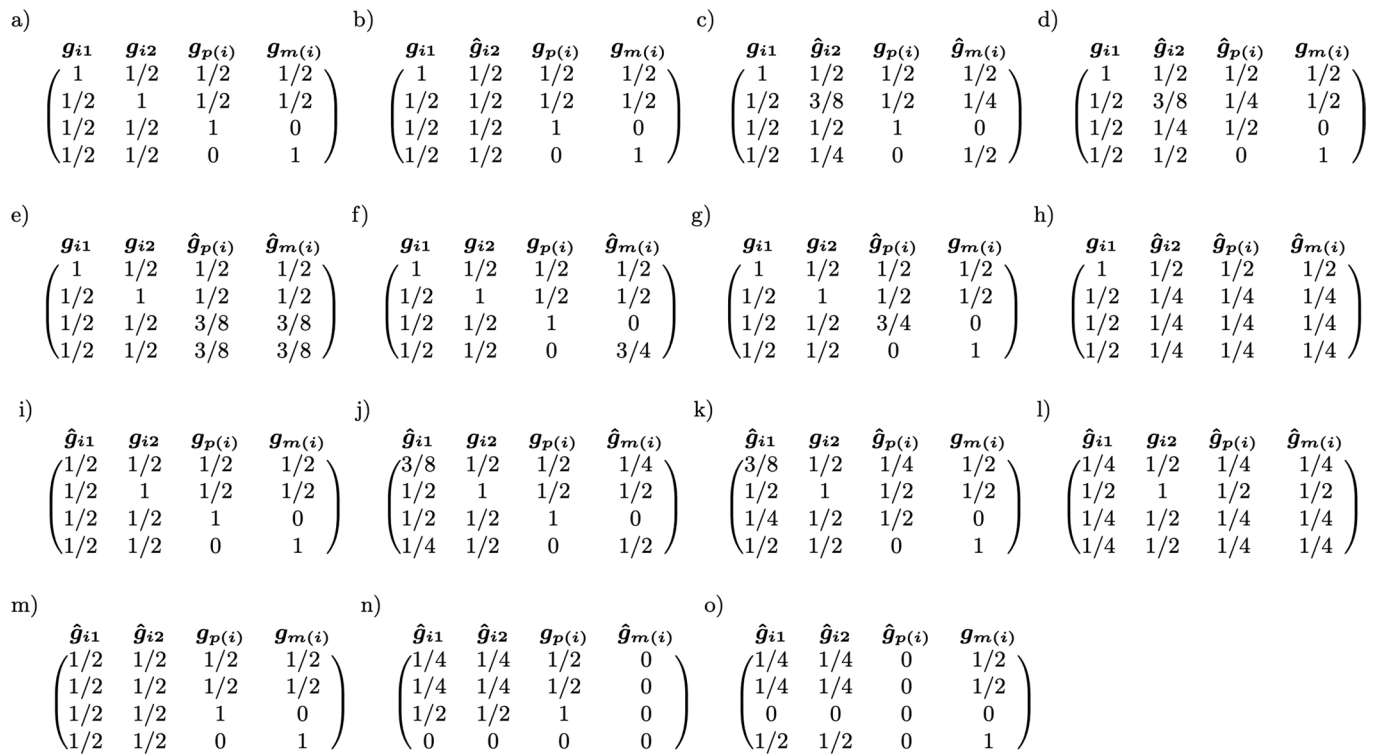 a) b) c) d)
g_{i1} g_{i2} g_{p(i)} g_{m(i)} g_{i1} ĝ_{i2} g_{p(i)} g_{m(i)} g_{i1} ĝ_{i2} g_{p(i)} ĝ_{m(i)} g_{i1} ĝ_{i2} ĝ_{p(i)} g_{m(i)}
(1 1/2 1/2 1/2) (1 1/2 1/2 1/2) (1 1/2 1/2 1/2) (1 1/2 1/2 1/2)
1/2 1 1/2 1/2 1/2 1/2 1/2 1/2 1/2 3/8 1/2 1/4 1/2 3/8 1/4 1/2
1/2 1/2 1 0 1/2 1/2 1 0 1/2 1/2 1 0 1/2 1/4 1/2 0
1/2 1/2 0 1 1/2 1/2 0 1 1/2 1/4 0 1/2 1/2 1/2 0 1
e) f) g) h)
g_{i1} g_{i2} ĝ_{p(i)} ĝ_{m(i)} g_{i1} g_{i2} g_{p(i)} ĝ_{m(i)} g_{i1} g_{i2} ĝ_{p(i)} g_{m(i)} g_{i1} ĝ_{i2} ĝ_{p(i)} ĝ_{m(i)}
(1 1/2 1/2 1/2) (1 1/2 1/2 1/2) (1 1/2 1/2 1/2) (1 1/2 1/2 1/2)
1/2 1 1/2 1/2 1/2 1 1/2 1/2 1/2 1 1/2 1/2 1/2 1/4 1/4 1/4
1/2 1/2 3/8 3/8 1/2 1/2 1 0 1/2 1/2 3/4 0 1/2 1/4 1/4 1/4
1/2 1/2 3/8 3/8 1/2 1/2 0 3/4 1/2 1/2 0 1 1/2 1/4 1/4 1/4
i) j) k) l)
ĝ_{i1} g_{i2} g_{p(i)} g_{m(i)} ĝ_{i1} g_{i2} g_{p(i)} ĝ_{m(i)} ĝ_{i1} g_{i2} ĝ_{p(i)} g_{m(i)} ĝ_{i1} g_{i2} ĝ_{p(i)} ĝ_{m(i)}
(1/2 1/2 1/2 1/2) (3/8 1/2 1/2 1/4) (3/8 1/2 1/4 1/2) (1/4 1/2 1/4 1/4)
1/2 1 1/2 1/2 1/2 1 1/2 1/2 1/2 1 1/2 1/2 1/2 1 1/2 1/2
1/2 1/2 1 0 1/2 1/2 1 0 1/4 1/2 1/2 0 1/4 1/2 1/4 1/4
1/2 1/2 0 1 1/4 1/2 0 1/2 1/2 1/2 0 1 1/4 1/2 1/4 1/4
m) n) o)
ĝ_{i1} ĝ_{i2} g_{p(i)} g_{m(i)} ĝ_{i1} ĝ_{i2} g_{p(i)} ĝ_{m(i)} ĝ_{i1} ĝ_{i2} ĝ_{p(i)} g_{m(i)}
(1/2 1/2 1/2 1/2) (1/4 1/4 1/2 0) (1/4 1/4 0 1/2)
1/2 1/2 1/2 1/2 1/4 1/4 1/2 0 1/4 1/4 0 1/2
1/2 1/2 1 0 1/2 1/2 1 0 0 0 0 0
1/2 1/2 0 1 0 0 0 0 1/2 1/2 0 1